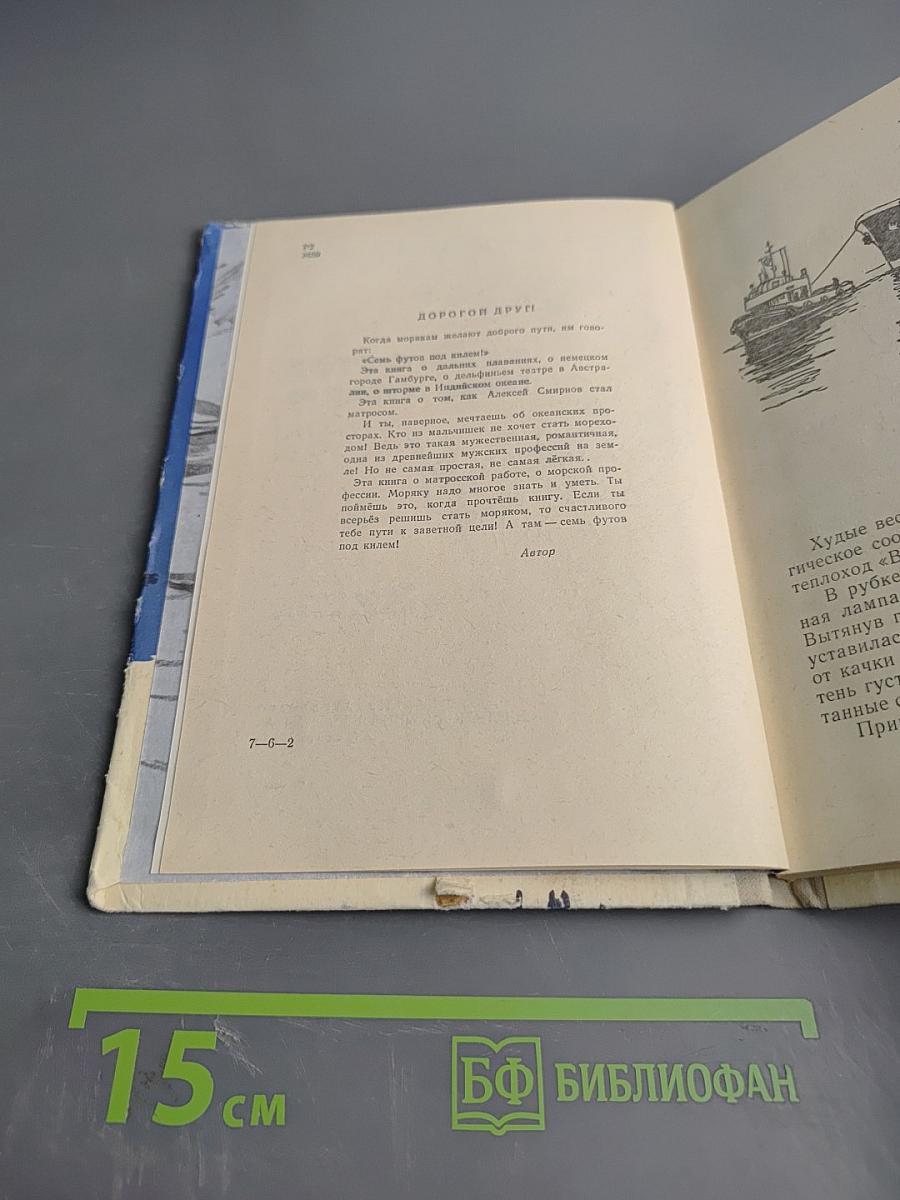 Р2
ДОРОГОЙ ДРУГ!
Когда морякам желают доброго пути, им гово-
рят:
«Семь футов под килем!»
Эта книга о дальних плаваниях, о немецком
городе Гамбурге, о дельфиньем театре в Австра-
лии, о шторме в Индийском океане.
Эта книга о том, как Алексей Смирнов стал
матросом.
И ты, наверное, мечтаешь об океанских про-
сторах. Кто из мальчишек не хочет стать морехо-
дом! Ведь это такая мужественная, романтичная,
одна из древнейших мужских профессий на зем-
ле! Но не самая простая, не самая лёгкая..
Эта книга о матросской работе, о морской про-
фессии. Моряку надо многое знать и уметь. Ты
поймёшь это, когда прочтёшь книгу. Если ты
всерьёз решишь стать моряком, то счастливого
тебе пути к заветной цели! А там — семь футов
под килем!
Автор
7—6—2
Худые вес
гическое соо
теплоход «В
В рубке
ная лампа
Вытянув п
уставилас
от качки
тень густ
танные с
При
15 см
БФ БИБЛИОФАН